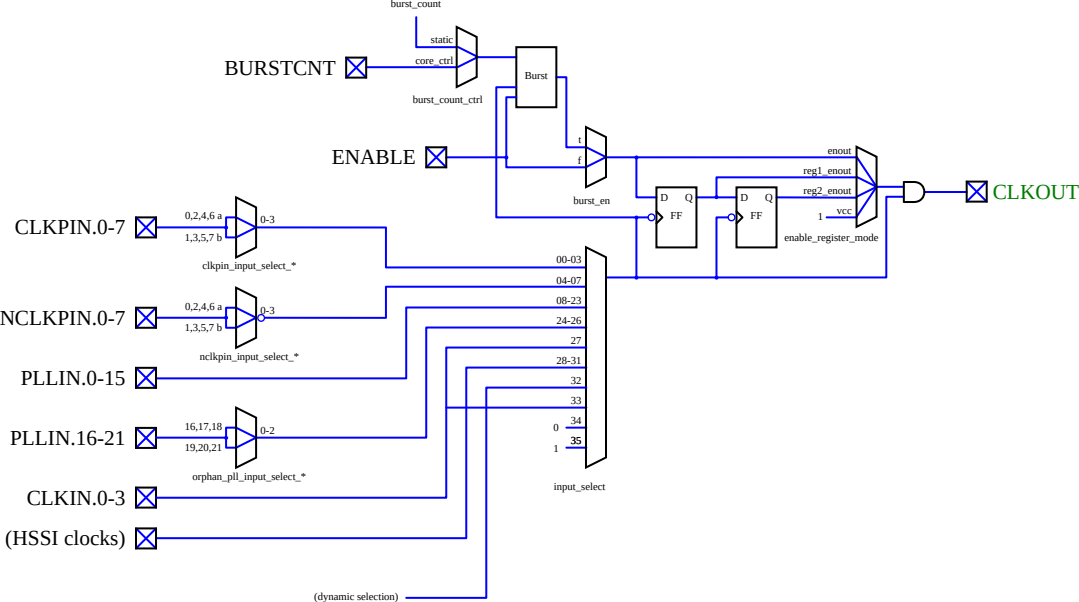 burst_count
static
BURSTCNT
core_ctrl
burst_count_ctrl
Burst
ENABLE
t
f
burst_en
enout
reg1_enout
reg2_enout
1 vcc
enable_register_mode
CLKOUT
D Q
FF
D Q
FF
CLKPIN.0-7
0,2,4,6 a
1,3,5,7 b
0-3
clkpin_input_select_*
NCLKPIN.0-7
0,2,4,6 a
1,3,5,7 b
0-3
nclkpin_input_select_*
PLLIN.0-15
PLLIN.16-21
16,17,18
19,20,21
0-2
orphan_pll_input_select_*
CLKIN.0-3
(HSSI clocks)
(dynamic selection)
00-03
04-07
08-23
24-26
27
28-31
32
33
34
0
35
1
input_select